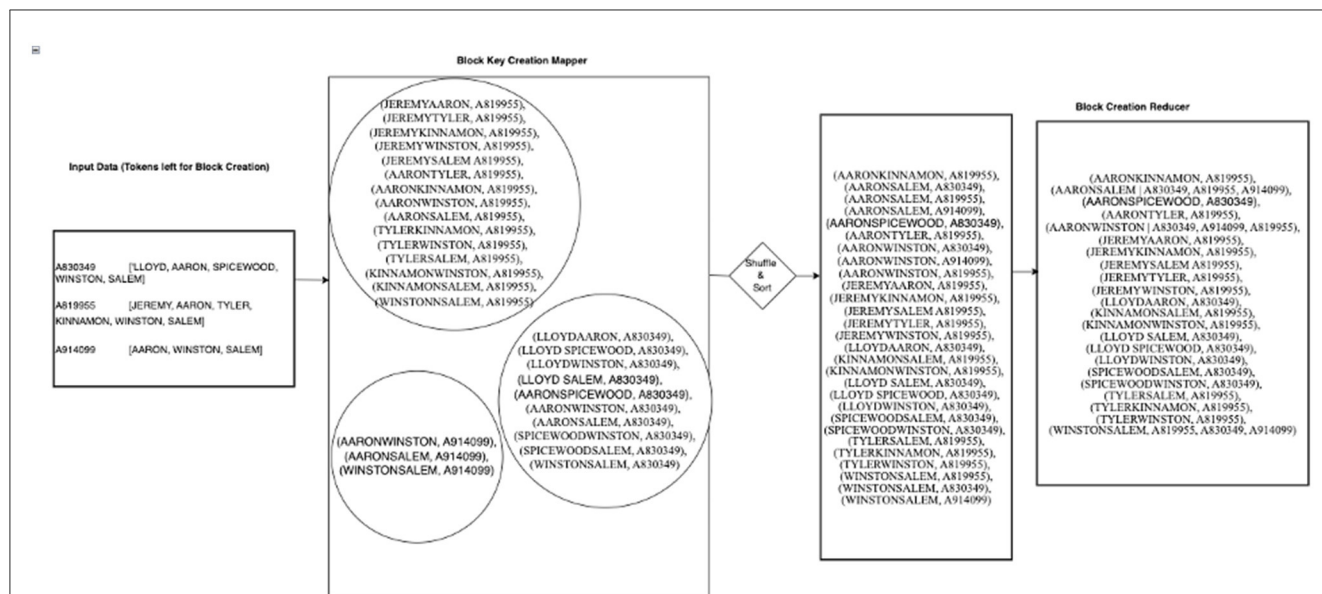 Block Key Creation Mapper
Block Creation Reducer
Input Data (Tokens left for Block Creation)
A830349 ['LLOYD, AARON, SPICEWOOD,
WINSTON, SALEM]
A819955 [JEREMY, AARON, TYLER,
KINNAMON, WINSTON, SALEM]
A914099 [AARON, WINSTON, SALEM]
(JEREMYAARON, A819955),
(JEREMYTYLER, A819955),
(JEREMYKINNAMON, A819955),
(JEREMYWINSTON, A819955),
(JEREMYSALEM A819955),
(AARONTYLER, A819955),
(AARONKINNAMON, A819955),
(AARONWINSTON, A819955),
(AARONSALEM, A819955),
(TYLERKINNAMON, A819955),
(TYLERWINSTON, A819955),
(TYLERSALEM, A819955),
(KINNAMONWINSTON, A819955),
(KINNAMONSALEM, A819955),
(WINSTONNSALEM, A819955)
(LLOYDAARON, A830349),
(LLOYD SPICEWOOD, A830349),
(LLOYDWINSTON, A830349),
(LLOYD SALEM, A830349),
(AARONSPICEWOOD, A830349),
(AARONWINSTON, A830349),
(AARONSALEM, A830349),
(SPICEWOODWINSTON, A830349),
(SPICEWOODSALEM, A830349),
(WINSTONSALEM, A830349)
(AARONWINSTON, A914099),
(AARONSALEM, A914099),
(WINSTONSALEM, A914099)
Shuffle
&
Sort
(AARONKINNAMON, A819955),
(AARONSALEM, A830349),
(AARONSALEM, A819955),
(AARONSALEM, A914099),
(AARONSPICEWOOD, A830349),
(AARONTYLER, A819955),
(AARONWINSTON, A830349),
(AARONWINSTON, A914099),
(AARONWINSTON, A819955),
(JEREMYAARON, A819955),
(JEREMYKINNAMON, A819955),
(JEREMYSALEM A819955),
(JEREMYTYLER, A819955),
(JEREMYWINSTON, A819955),
(LLOYDAARON, A830349),
(KINNAMONSALEM, A819955),
(KINNAMONWINSTON, A819955),
(LLOYD SALEM, A830349),
(LLOYD SPICEWOOD, A830349),
(LLOYDWINSTON, A830349),
(SPICEWOODSALEM, A830349),
(SPICEWOODWINSTON, A830349),
(TYLERSALEM, A819955),
(TYLERKINNAMON, A819955),
(TYLERWINSTON, A819955),
(WINSTONSALEM, A819955),
(WINSTONSALEM, A830349),
(WINSTONSALEM, A914099)
(AARONKINNAMON, A819955),
(AARONSALEM | A830349, A819955, A914099),
(AARONSPICEWOOD, A830349),
(AARONTYLER, A819955),
(AARONWINSTON | A830349, A914099, A819955),
(JEREMYAARON, A819955),
(JEREMYKINNAMON, A819955),
(JEREMYSALEM A819955),
(JEREMYTYLER, A819955),
(JEREMYWINSTON, A819955),
(LLOYDAARON, A830349),
(KINNAMONSALEM, A819955),
(KINNAMONWINSTON, A819955),
(LLOYD SALEM, A830349),
(LLOYD SPICEWOOD, A830349),
(LLOYDWINSTON, A830349),
(SPICEWOODSALEM, A830349),
(SPICEWOODWINSTON, A830349),
(TYLERSALEM, A819955),
(TYLERKINNAMON, A819955),
(TYLERWINSTON, A819955),
(WINSTONSALEM, A819955, A830349, A914099)